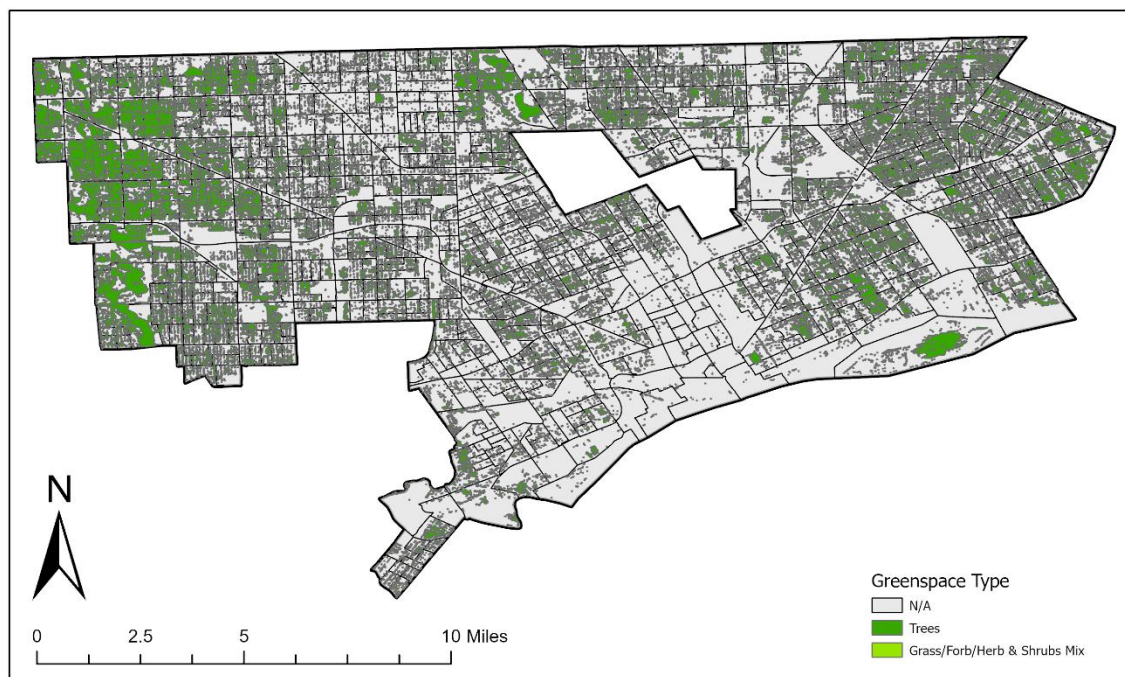 N
0 2.5 5 10 Miles
Greenspace Type
N/A
Trees
Grass/Forb/Herb & Shrubs Mix